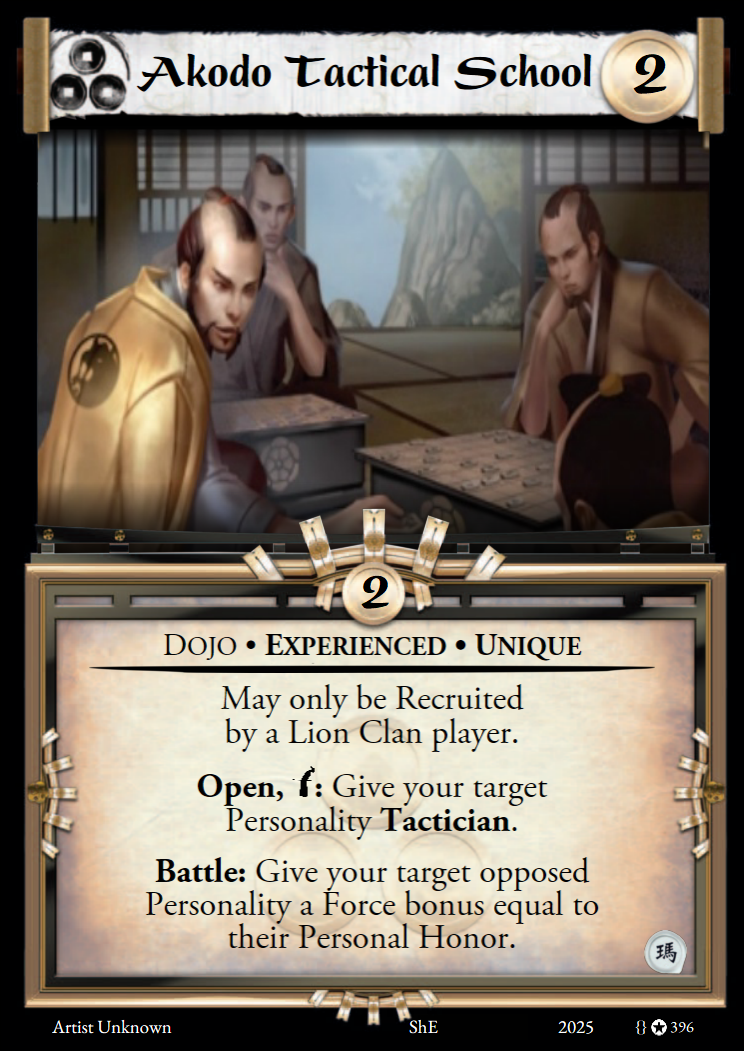 Akodo Tactical School 2
2
Dojo • Experienced • Unique
May only be Recruited
by a Lion Clan player.
Open, : Give your target
Personality Tactician.
Battle: Give your target opposed
Personality a Force bonus equal to
their Personal Honor.
瑪
Artist Unknown ShE 2025 {} 396